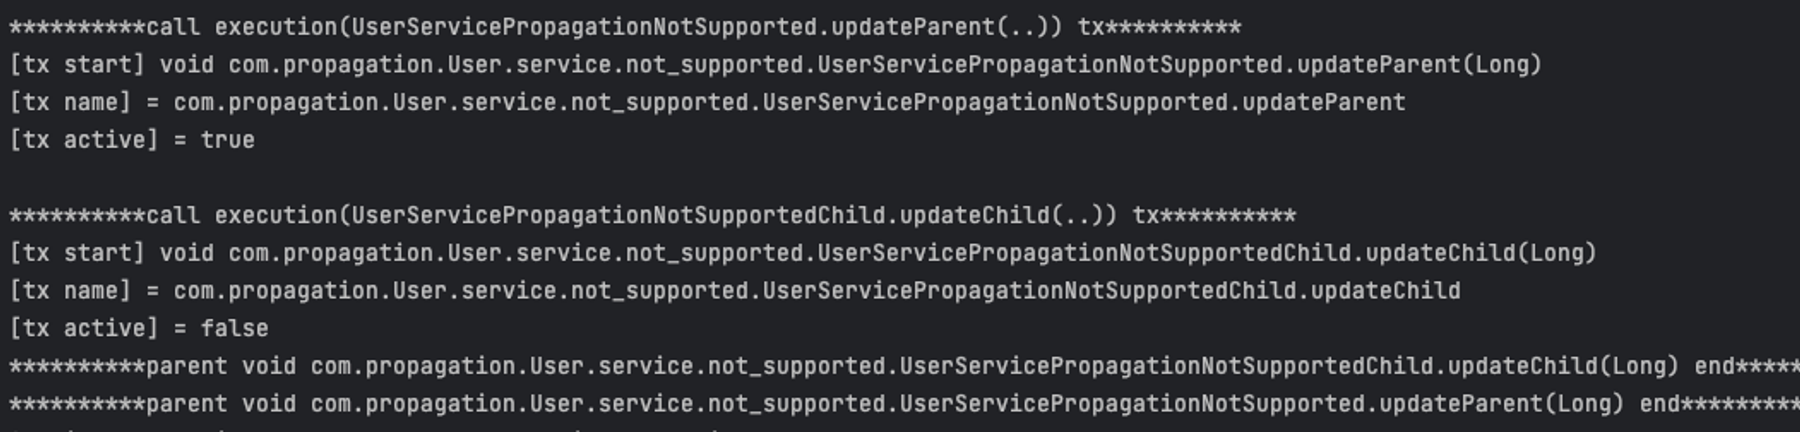 **********call execution(UserServicePropagationNotSupported.updateParent(..)) tx**********
[tx start] void com.propagation.User.service.not_supported.UserServicePropagationNotSupported.updateParent(Long)
[tx name] = com.propagation.User.service.not_supported.UserServicePropagationNotSupported.updateParent
[tx active] = true
**********call execution(UserServicePropagationNotSupportedChild.updateChild(..)) tx**********
[tx start] void com.propagation.User.service.not_supported.UserServicePropagationNotSupportedChild.updateChild(Long)
[tx name] = com.propagation.User.service.not_supported.UserServicePropagationNotSupportedChild.updateChild
[tx active] = false
**********parent void com.propagation.User.service.not_supported.UserServicePropagationNotSupportedChild.updateChild(Long) end*****
**********parent void com.propagation.User.service.not_supported.UserServicePropagationNotSupported.updateParent(Long) end*********